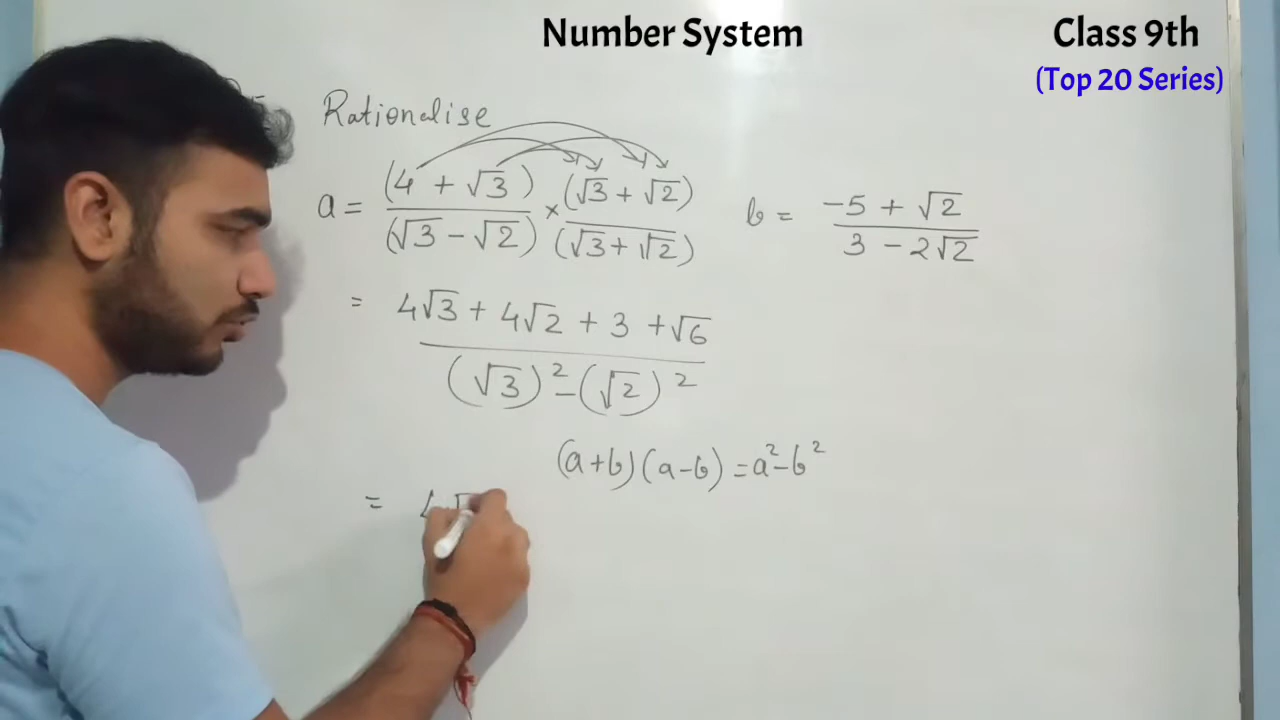 Number System
Class 9th
(Top 20 Series)
Rationalise
a = (4 + √3) / (√3 - √2) × (√3 + √2) / (√3 + √2)
b = -5 + √2 / 3 - 2√2
= 4√3 + 4√2 + 3 + √6 / (√3)² - (√2)²
(a+b)(a-b) = a² - b²
= 4√